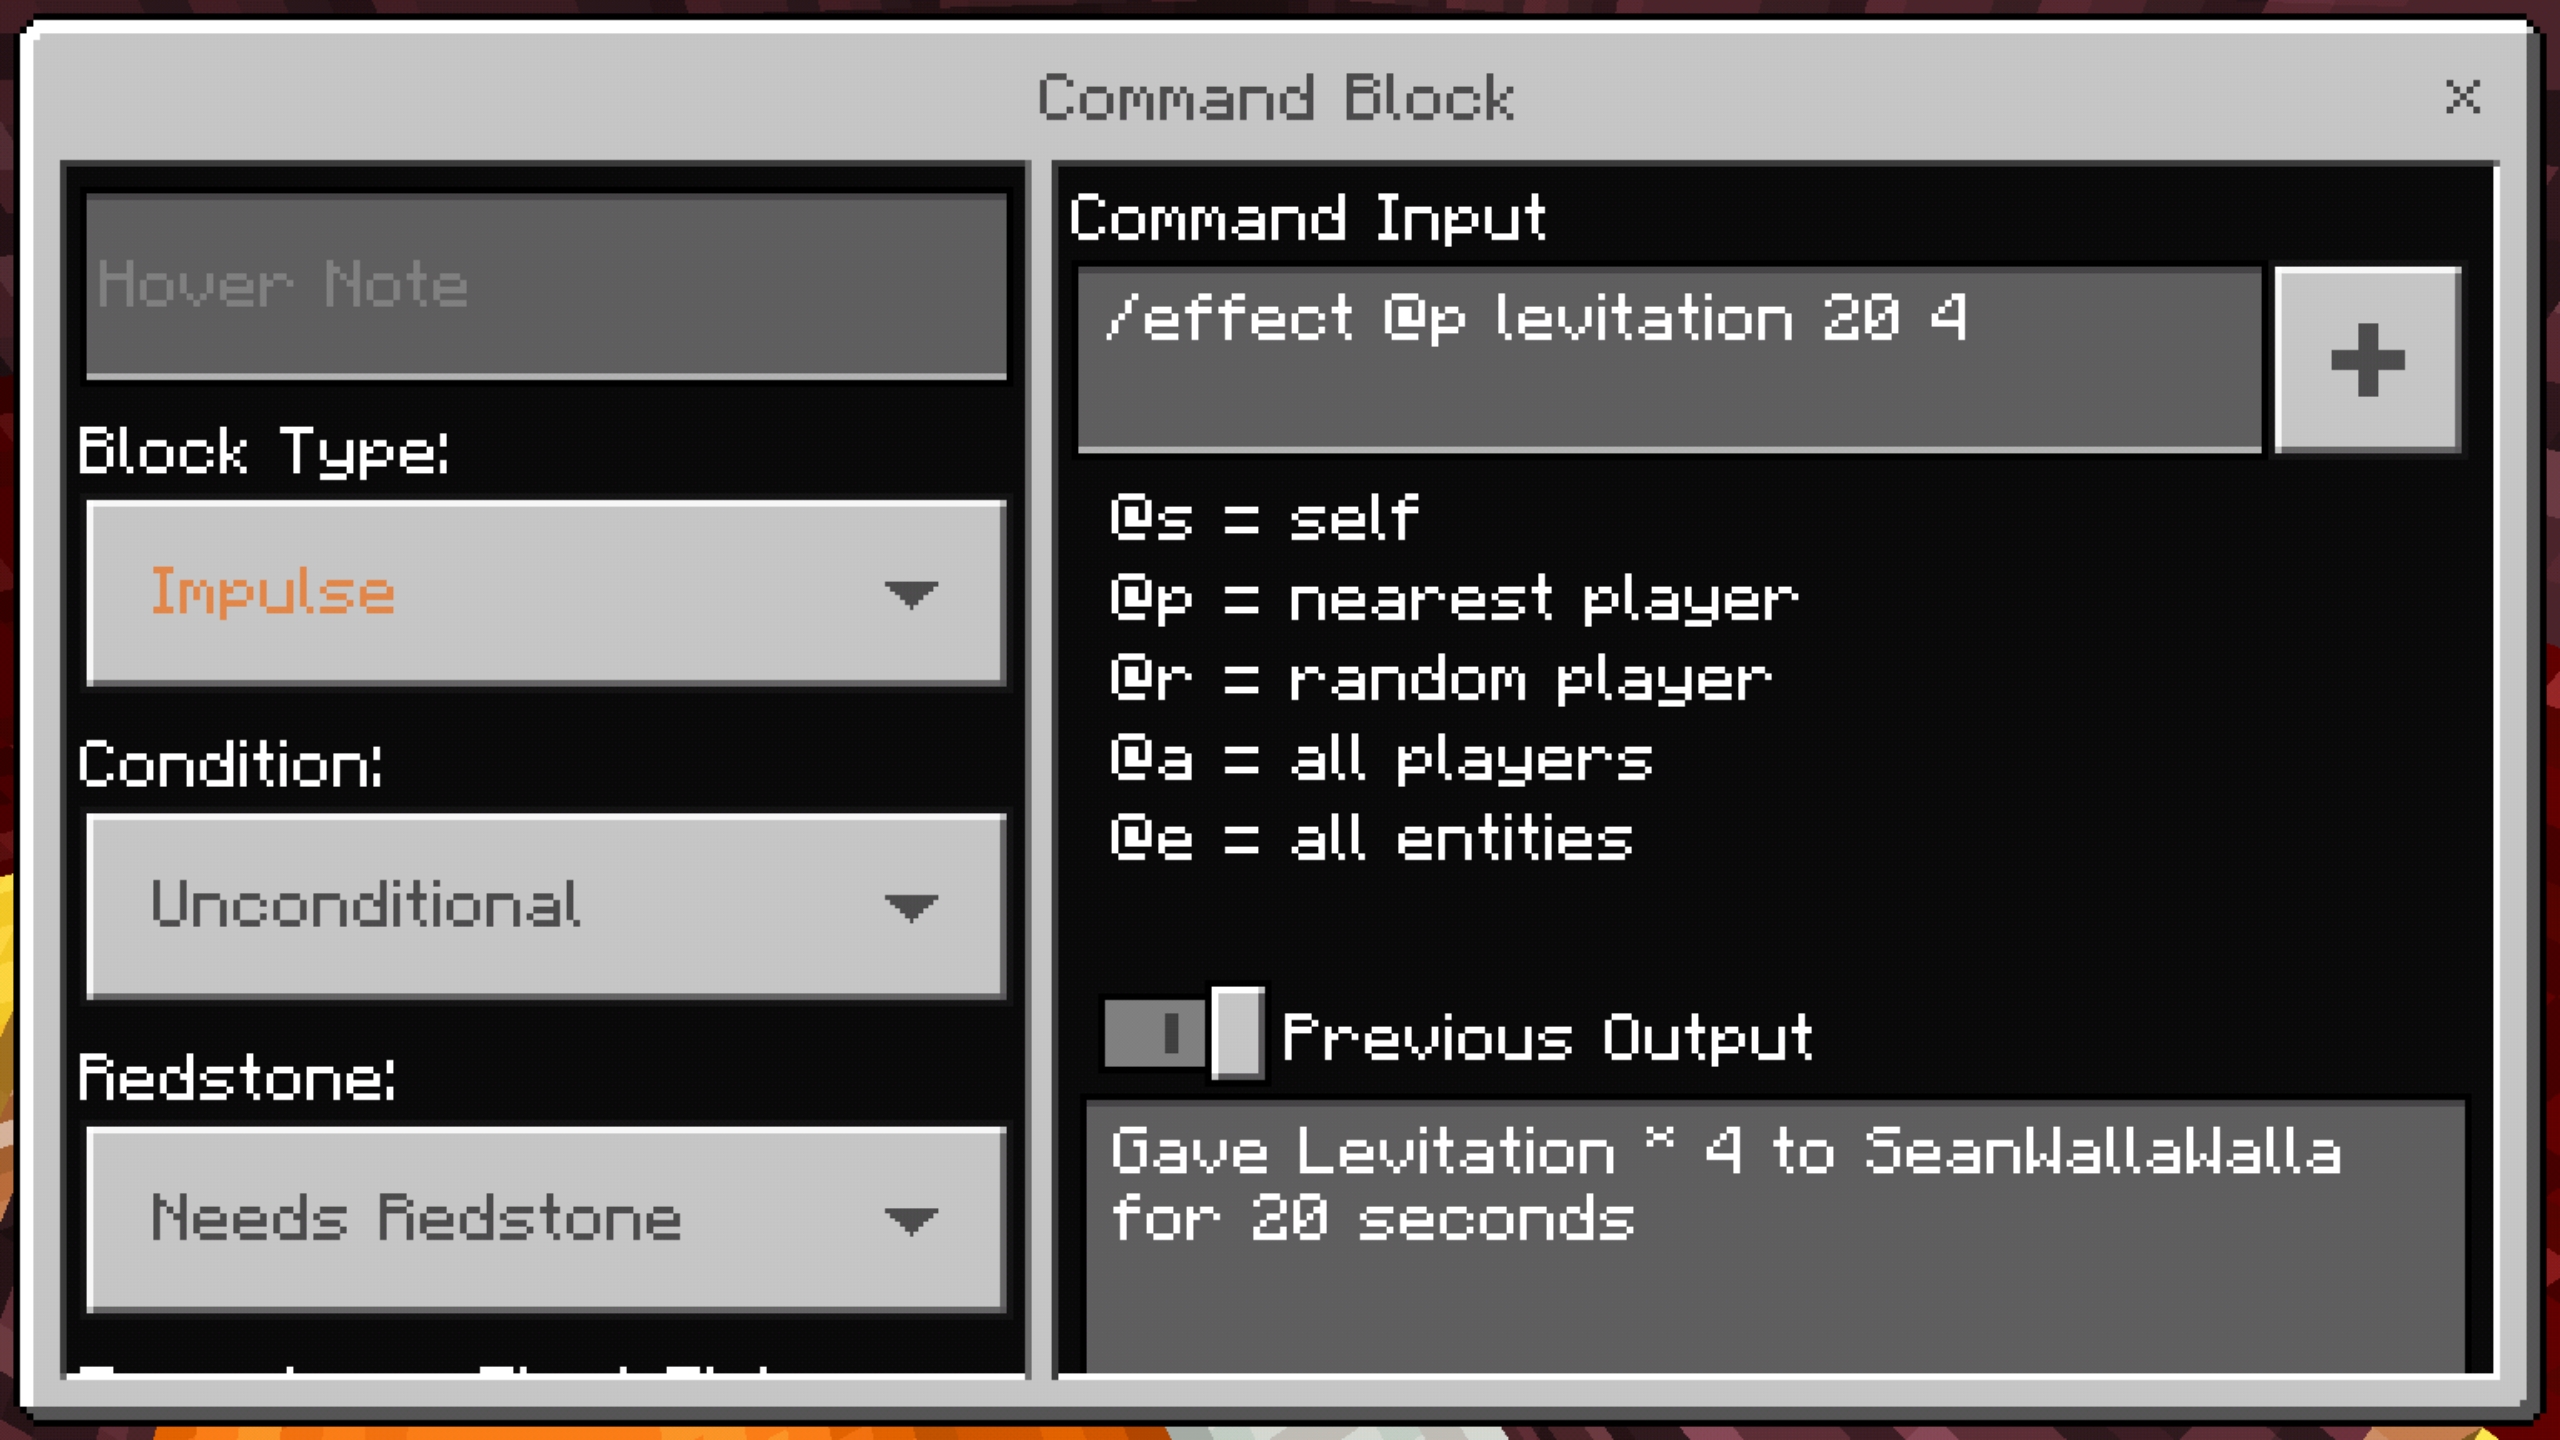 Command Block
Hover Note
Block Type:
Impulse
Condition:
Unconditional
Redstone:
Needs Redstone
Command Input
/effect @p levitation 20 4
@s = self
@p = nearest player
@r = random player
@a = all players
@e = all entities
Previous Output
Gave Levitation * 4 to SeanWallaWalla
for 20 seconds